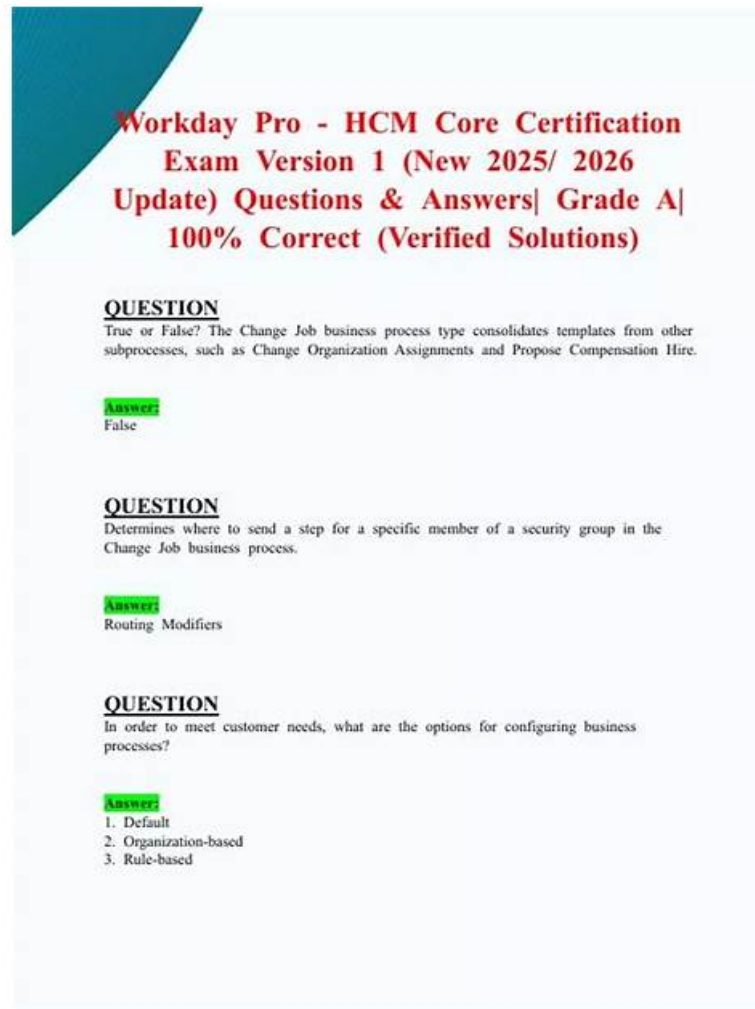 Workday Pro - HCM Core Certification
Exam Version 1 (New 2025/ 2026
Update) Questions & Answers| Grade A|
100% Correct (Verified Solutions)
QUESTION
True or False? The Change Job business process type consolidates templates from other
subprocesses, such as Change Organization Assignments and Propose Compensation Hire.
Answer:
False
QUESTION
Determines where to send a step for a specific member of a security group in the
Change Job business process.
Answer:
Routing Modifiers
QUESTION
In order to meet customer needs, what are the options for configuring business
processes?
Answer:
1. Default
2. Organization-based
3. Rule-based